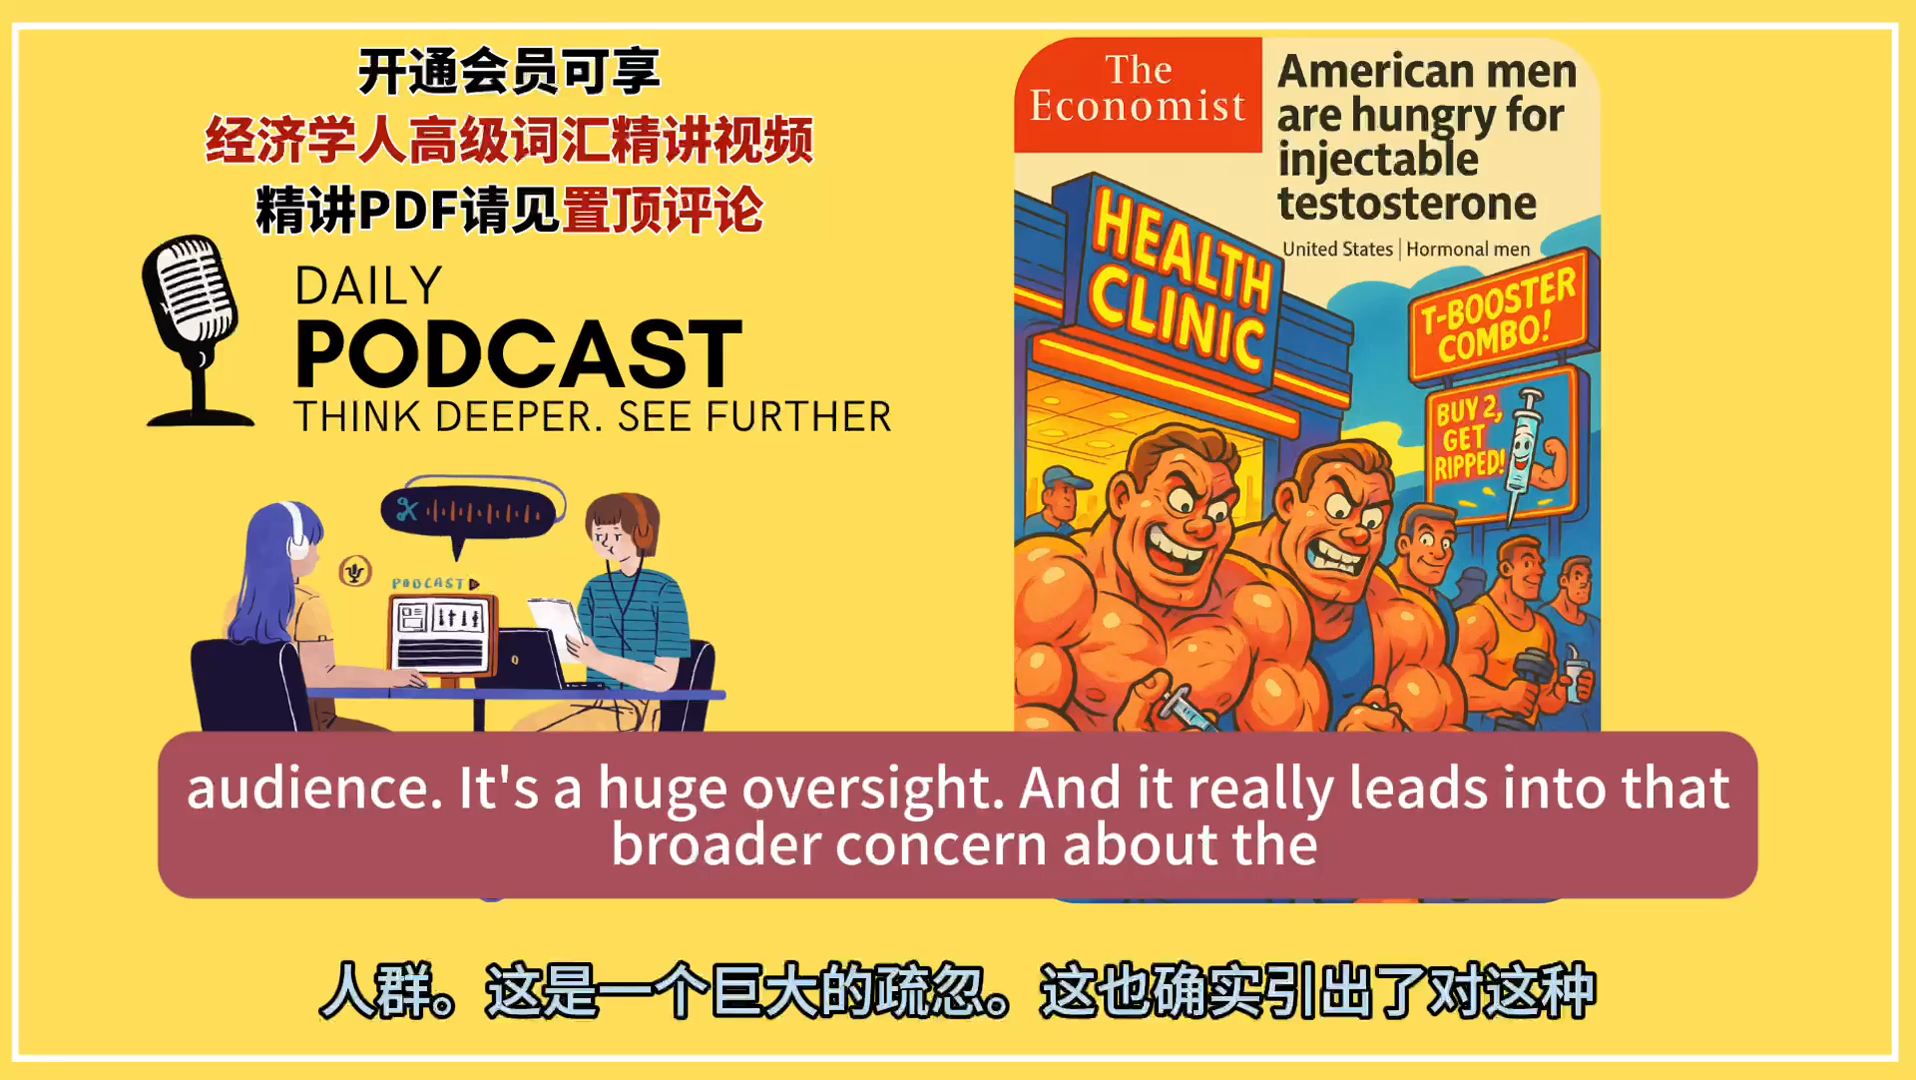 开通会员可享
经济学人高级词汇精讲视频
精讲PDF请见置顶评论
DAILY
PODCAST
THINK DEEPER. SEE FURTHER
PODCAST
The
Economist
American men
are hungry for
injectable
testosterone
United States | Hormonal men
HEALTH
CLINIC
T-BOOSTER
COMBO!
BUY 2,
GET
RIPPED!
audience. It's a huge oversight. And it really leads into that
broader concern about the
人群。这是一个巨大的疏忽。这也确实引出了对这种